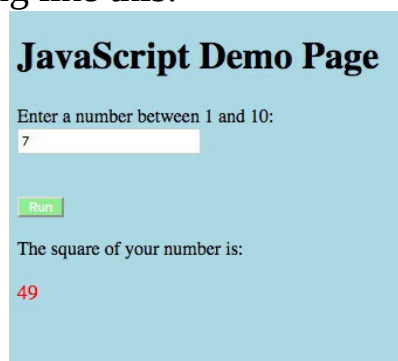 ng like this:
JavaScript Demo Page
Enter a number between 1 and 10:
7
Run
The square of your number is:
49